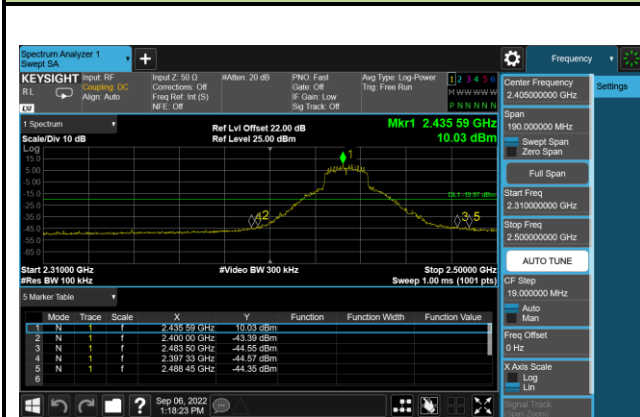 Spectrum Analyzer 1
Swept SA
+
Frequency
KEYSIGHT
RL
Input: RF
Coupling: DC
Align: Auto
Input Z: 50 Ω
Corrections: Off
Freq Ref: Int (S)
NFE: Off
#Atten: 20 dB
PNO: Fast
Gate: Off
IF Gain: Low
Sig Track: Off
Avg Type: Log-Power
Trig: Free Run
1 2 3 4 5 6
M W W W W W
P N N N N N
1 Spectrum
Scale/Div 10 dB
Ref Lvl Offset 22.00 dB
Ref Level 25.00 dBm
Mkr1 2.435 59 GHz
10.03 dBm
Log
15.0
5.00
-5.00
-15.0
-25.0
-35.0
-45.0
-55.0
-65.0
1
DL1 -19.97 dBm
2
3
5
Start 2.31000 GHz
#Res BW 100 kHz
#Video BW 300 kHz
Stop 2.50000 GHz
Sweep 1.00 ms (1001 pts)
5 Marker Table
Mode Trace Scale X Y Function Function Width Function Value
1 N 1 f 2.435 59 GHz 10.03 dBm
2 N 1 f 2.400 00 GHz -43.39 dBm
3 N 1 f 2.483 50 GHz -44.55 dBm
4 N 1 f 2.397 33 GHz -44.57 dBm
5 N 1 f 2.488 45 GHz -44.35 dBm
6
Center Frequency
2.405000000 GHz
Settings
Span
190.000000 MHz
Swept Span
Zero Span
Full Span
Start Freq
2.310000000 GHz
Stop Freq
2.500000000 GHz
AUTO TUNE
CF Step
19.000000 MHz
Auto
Man
Freq Offset
0 Hz
X Axis Scale
Log
Lin
Signal Track
(Span Zoom)
?
Sep 06, 2022
1:18:23 PM